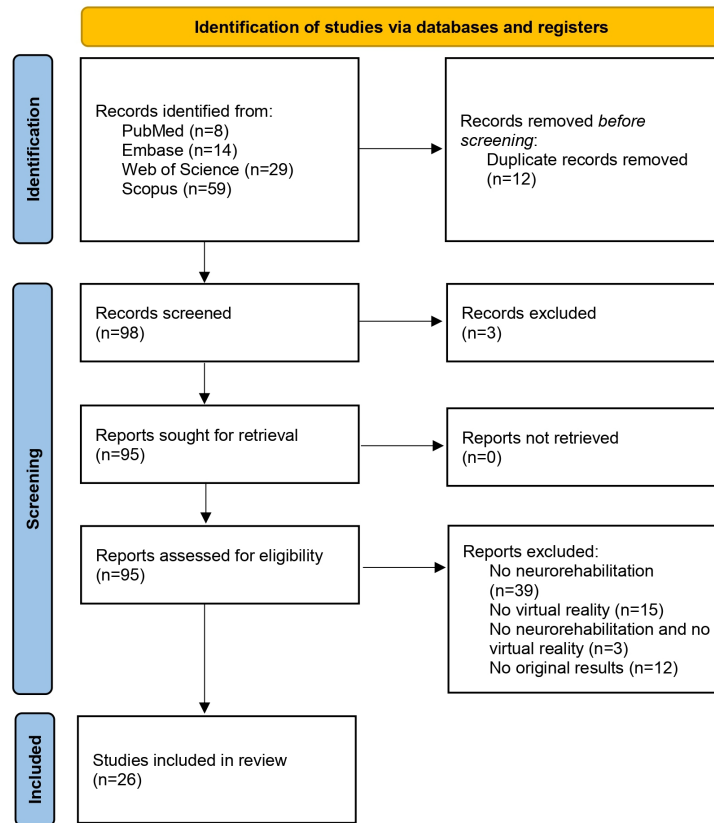 Identification of studies via databases and registers
Identification
Records identified from:
PubMed (n=8)
Embase (n=14)
Web of Science (n=29)
Scopus (n=59)
Records removed before
screening:
Duplicate records removed
(n=12)
Screening
Records screened
(n=98)
Records excluded
(n=3)
Reports sought for retrieval
(n=95)
Reports not retrieved
(n=0)
Reports assessed for eligibility
(n=95)
Reports excluded:
No neurorehabilitation
(n=39)
No virtual reality (n=15)
No neurorehabilitation and no
virtual reality (n=3)
No original results (n=12)
Included
Studies included in review
(n=26)